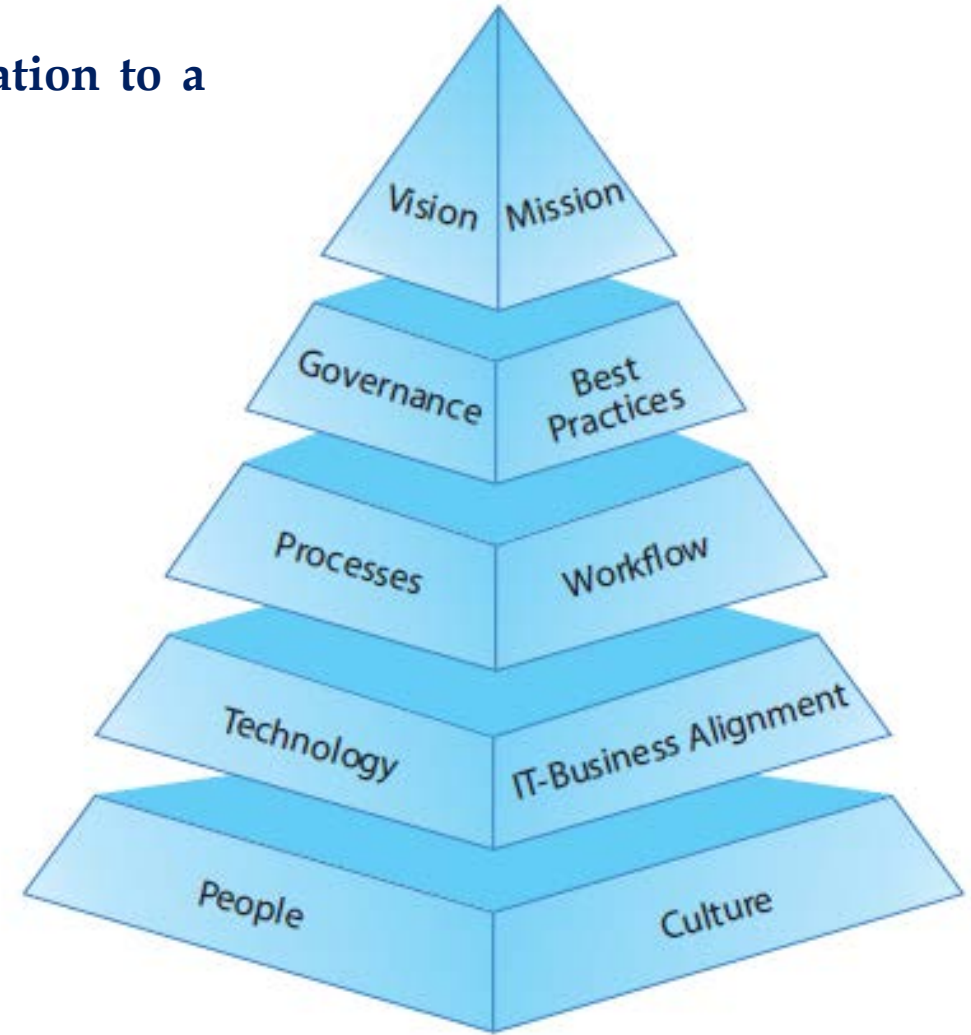 ation to a
Vision Mission
Governance Best
Practices
Processes Workflow
Technology IT-Business Alignment
People Culture